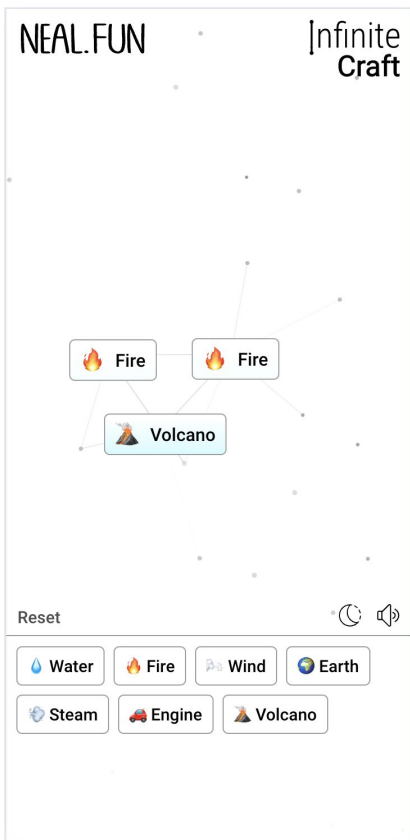 NEAL.FUN
Infinite
Craft
Fire
Fire
Volcano
Reset
Water
Fire
Wind
Earth
Steam
Engine
Volcano